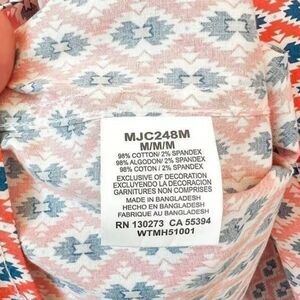 MJC248M
M/M/M
98% COTTON/ 2% SPANDEX
98% ALGODON/ 2% SPANDEX
98% COTON / 2% SPANDEX
EXCLUSIVE OF DECORATION
EXCLUYENDO LA DECORACION
GARNITURES NON COMPRISES
MADE IN BANGLADESH
HECHO EN BANGLADESH
FABRIQUE AU BANGLADESH
RN 130273 CA 55394
WTMH51001